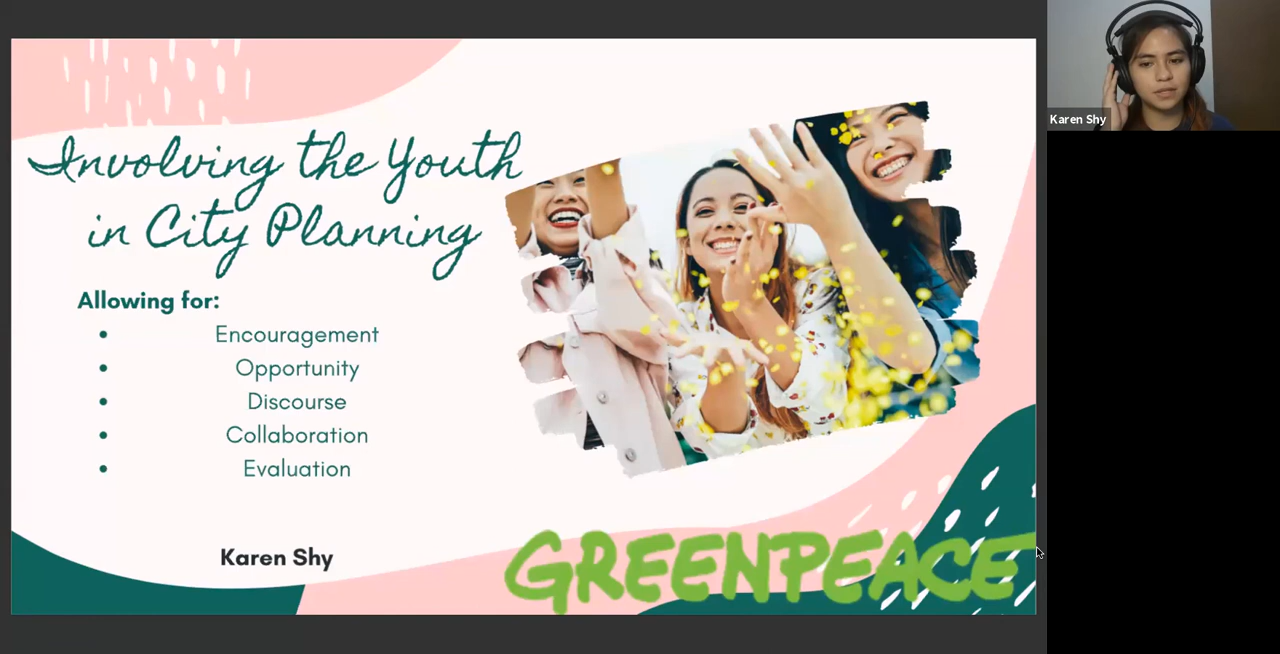 Involving the Youth
in City Planning
Allowing for:
• Encouragement
• Opportunity
• Discourse
• Collaboration
• Evaluation
Karen Shy
GREENPEACE
Karen Shy